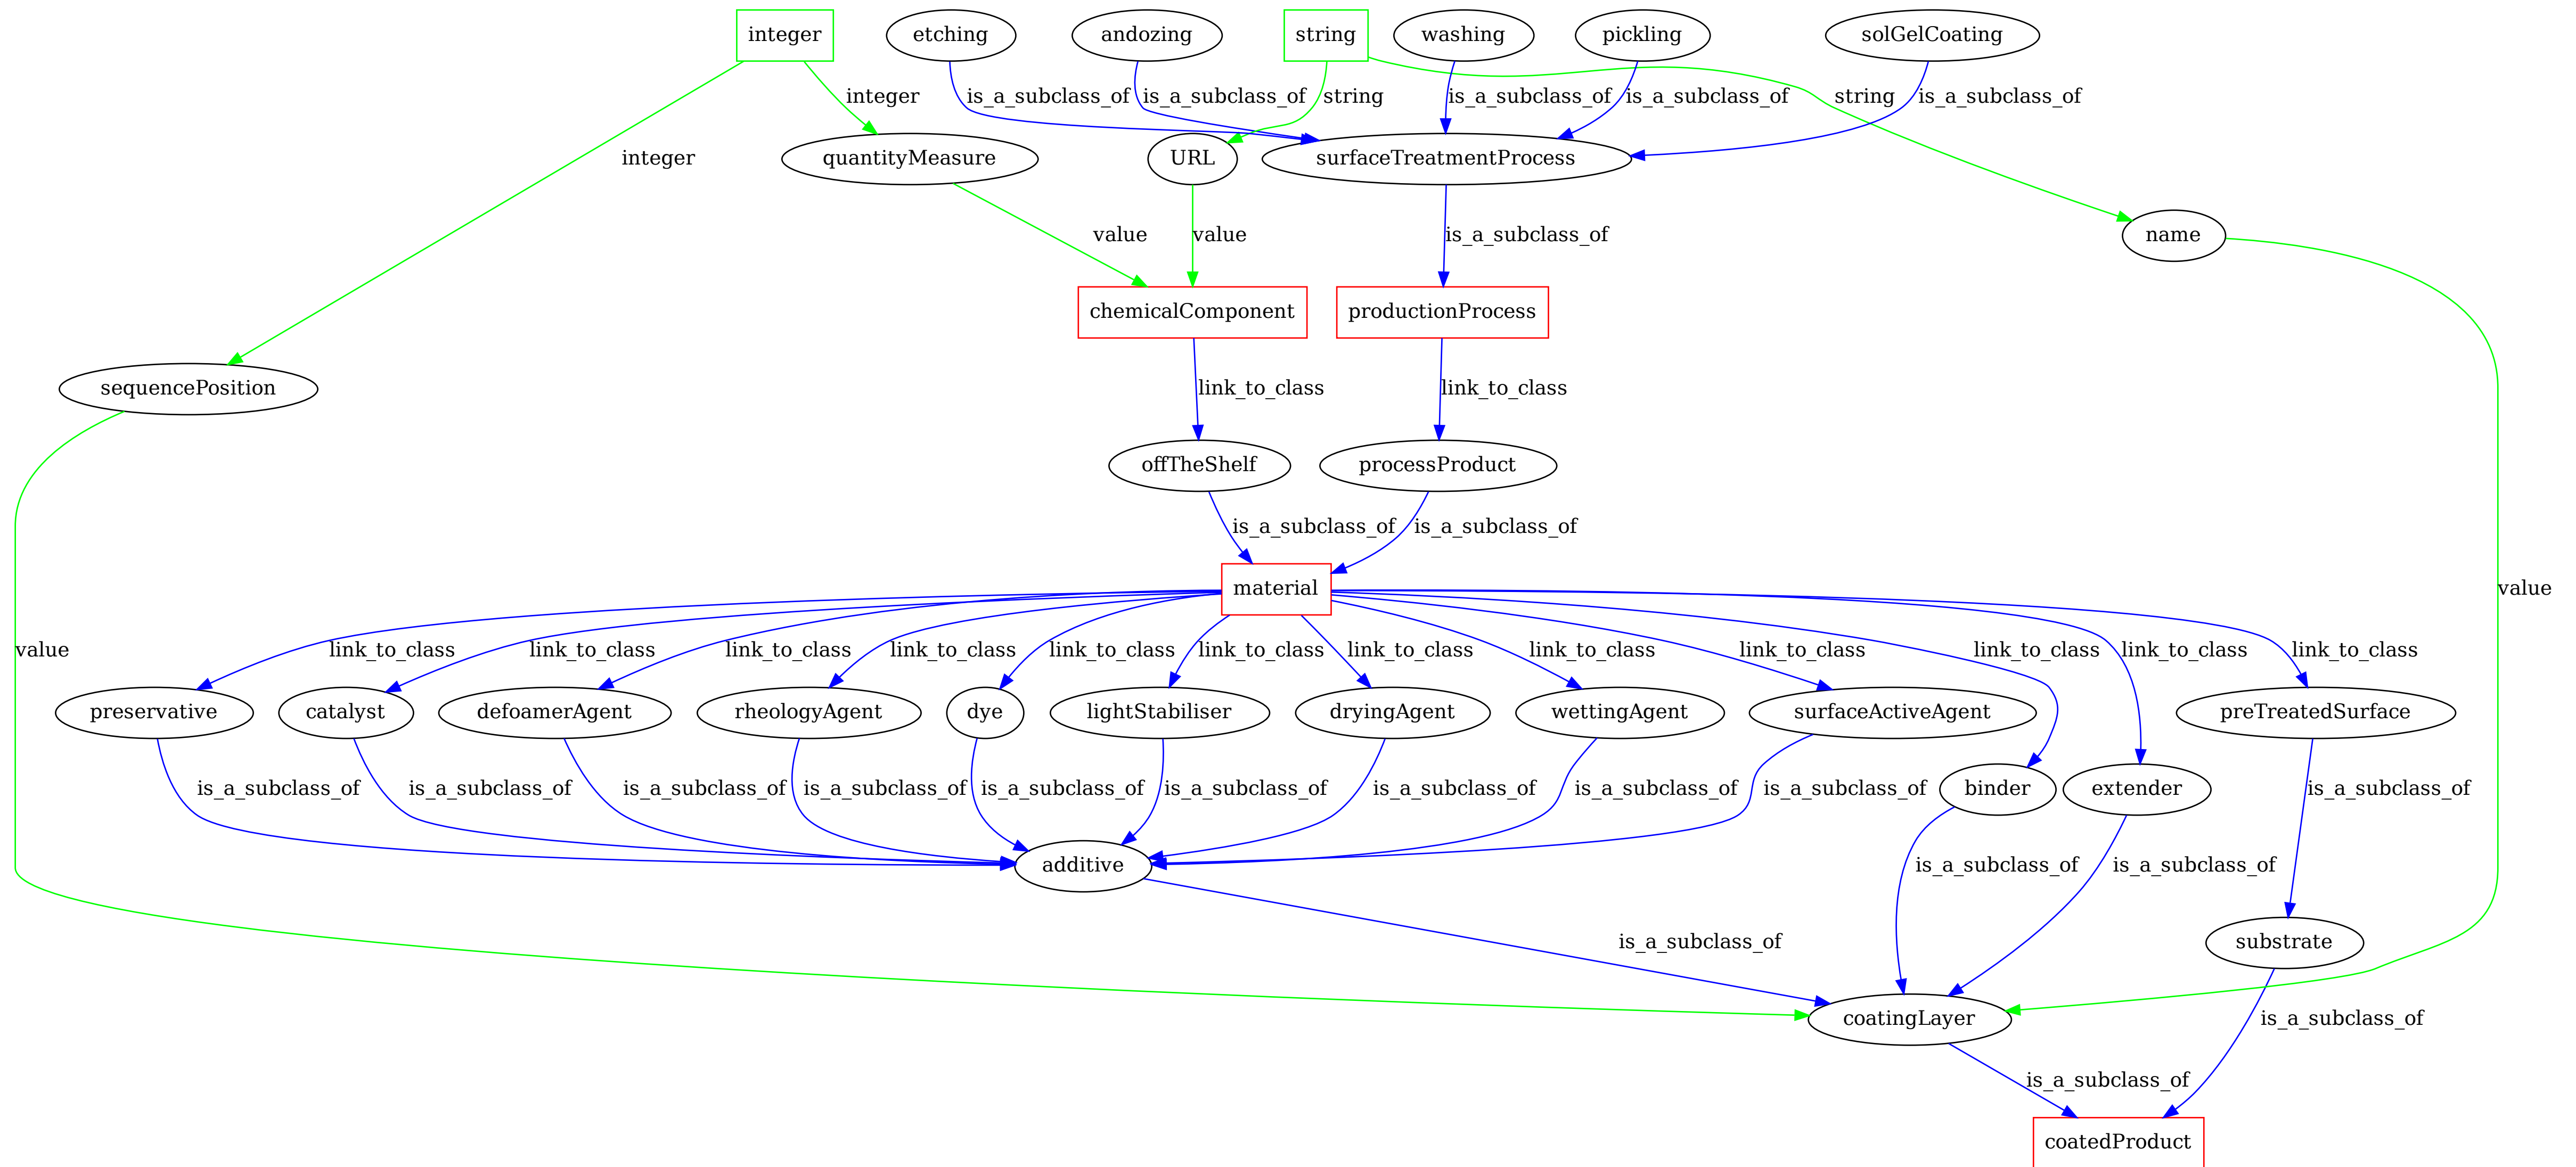 integer
etching
andozing
string
washing
pickling
solGelCoating
integer
is_a_subclass_of
is_a_subclass_of
string
is_a_subclass_of
is_a_subclass_of
string
is_a_subclass_of
integer
quantityMeasure
URL
surfaceTreatmentProcess
value
value
is_a_subclass_of
name
chemicalComponent
productionProcess
sequencePosition
link_to_class
link_to_class
offTheShelf
processProduct
is_a_subclass_of
is_a_subclass_of
material
value
value
link_to_class
link_to_class
link_to_class
link_to_class
link_to_class
link_to_class
link_to_class
link_to_class
link_to_class
link_to_class
link_to_class
link_to_class
preservative
catalyst
defoamerAgent
rheologyAgent
dye
lightStabiliser
dryingAgent
wettingAgent
surfaceActiveAgent
preTreatedSurface
is_a_subclass_of
is_a_subclass_of
is_a_subclass_of
is_a_subclass_of
is_a_subclass_of
is_a_subclass_of
is_a_subclass_of
is_a_subclass_of
is_a_subclass_of
binder
extender
is_a_subclass_of
additive
is_a_subclass_of
is_a_subclass_of
is_a_subclass_of
substrate
coatingLayer
is_a_subclass_of
is_a_subclass_of
coatedProduct